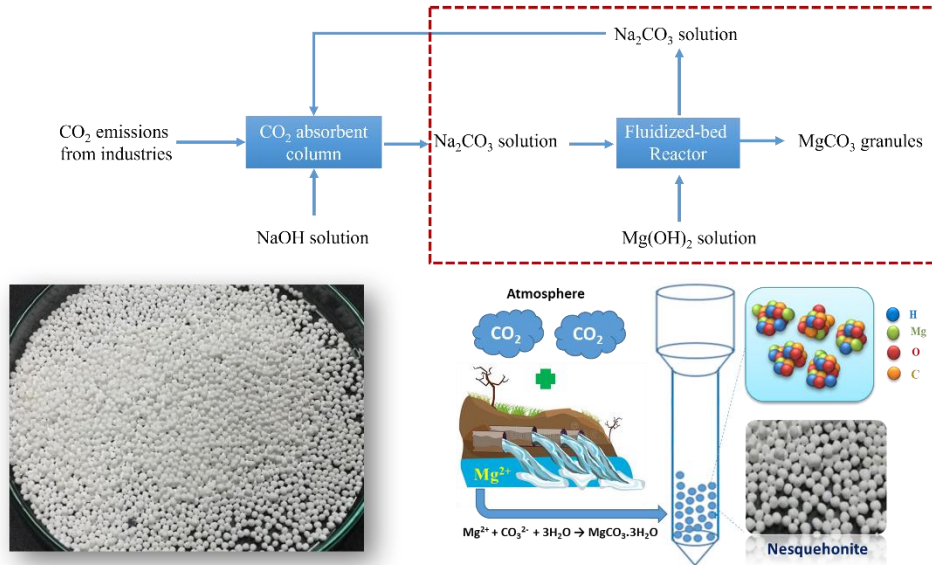 Na₂CO₃ solution
CO₂ emissions
from industries
CO₂ absorbent
column
Na₂CO₃ solution
Fluidized-bed
Reactor
MgCO₃ granules
NaOH solution
Mg(OH)₂ solution
Atmosphere
CO₂
CO₂
Mg²⁺
Mg²⁺ + CO₃²⁻ + 3H₂O → MgCO₃.3H₂O
H
Mg
O
C
Nesquehonite